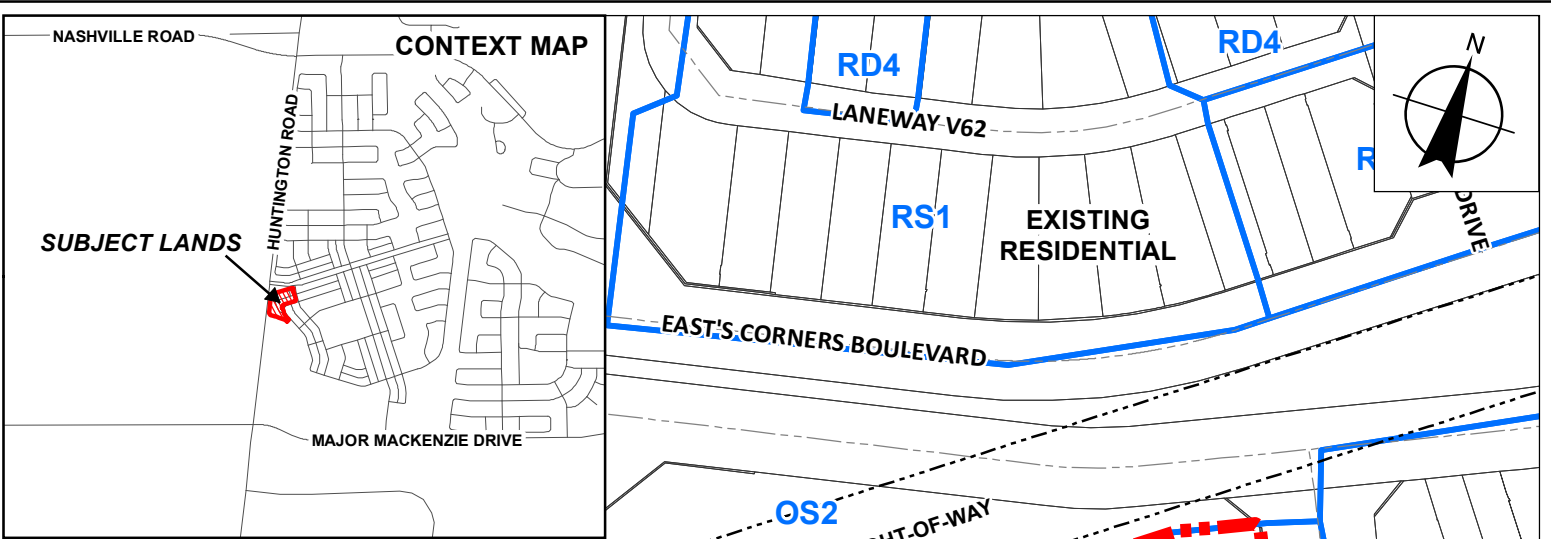 NASHVILLE ROAD
CONTEXT MAP
HUNTINGTON ROAD
SUBJECT LANDS
MAJOR MACKENZIE DRIVE
RD4
RD4
N
LANEWAY V62
R
RS1
EXISTING
RESIDENTIAL
DRIVE
EAST'S CORNERS BOULEVARD
OS2
HT-OF-WAY